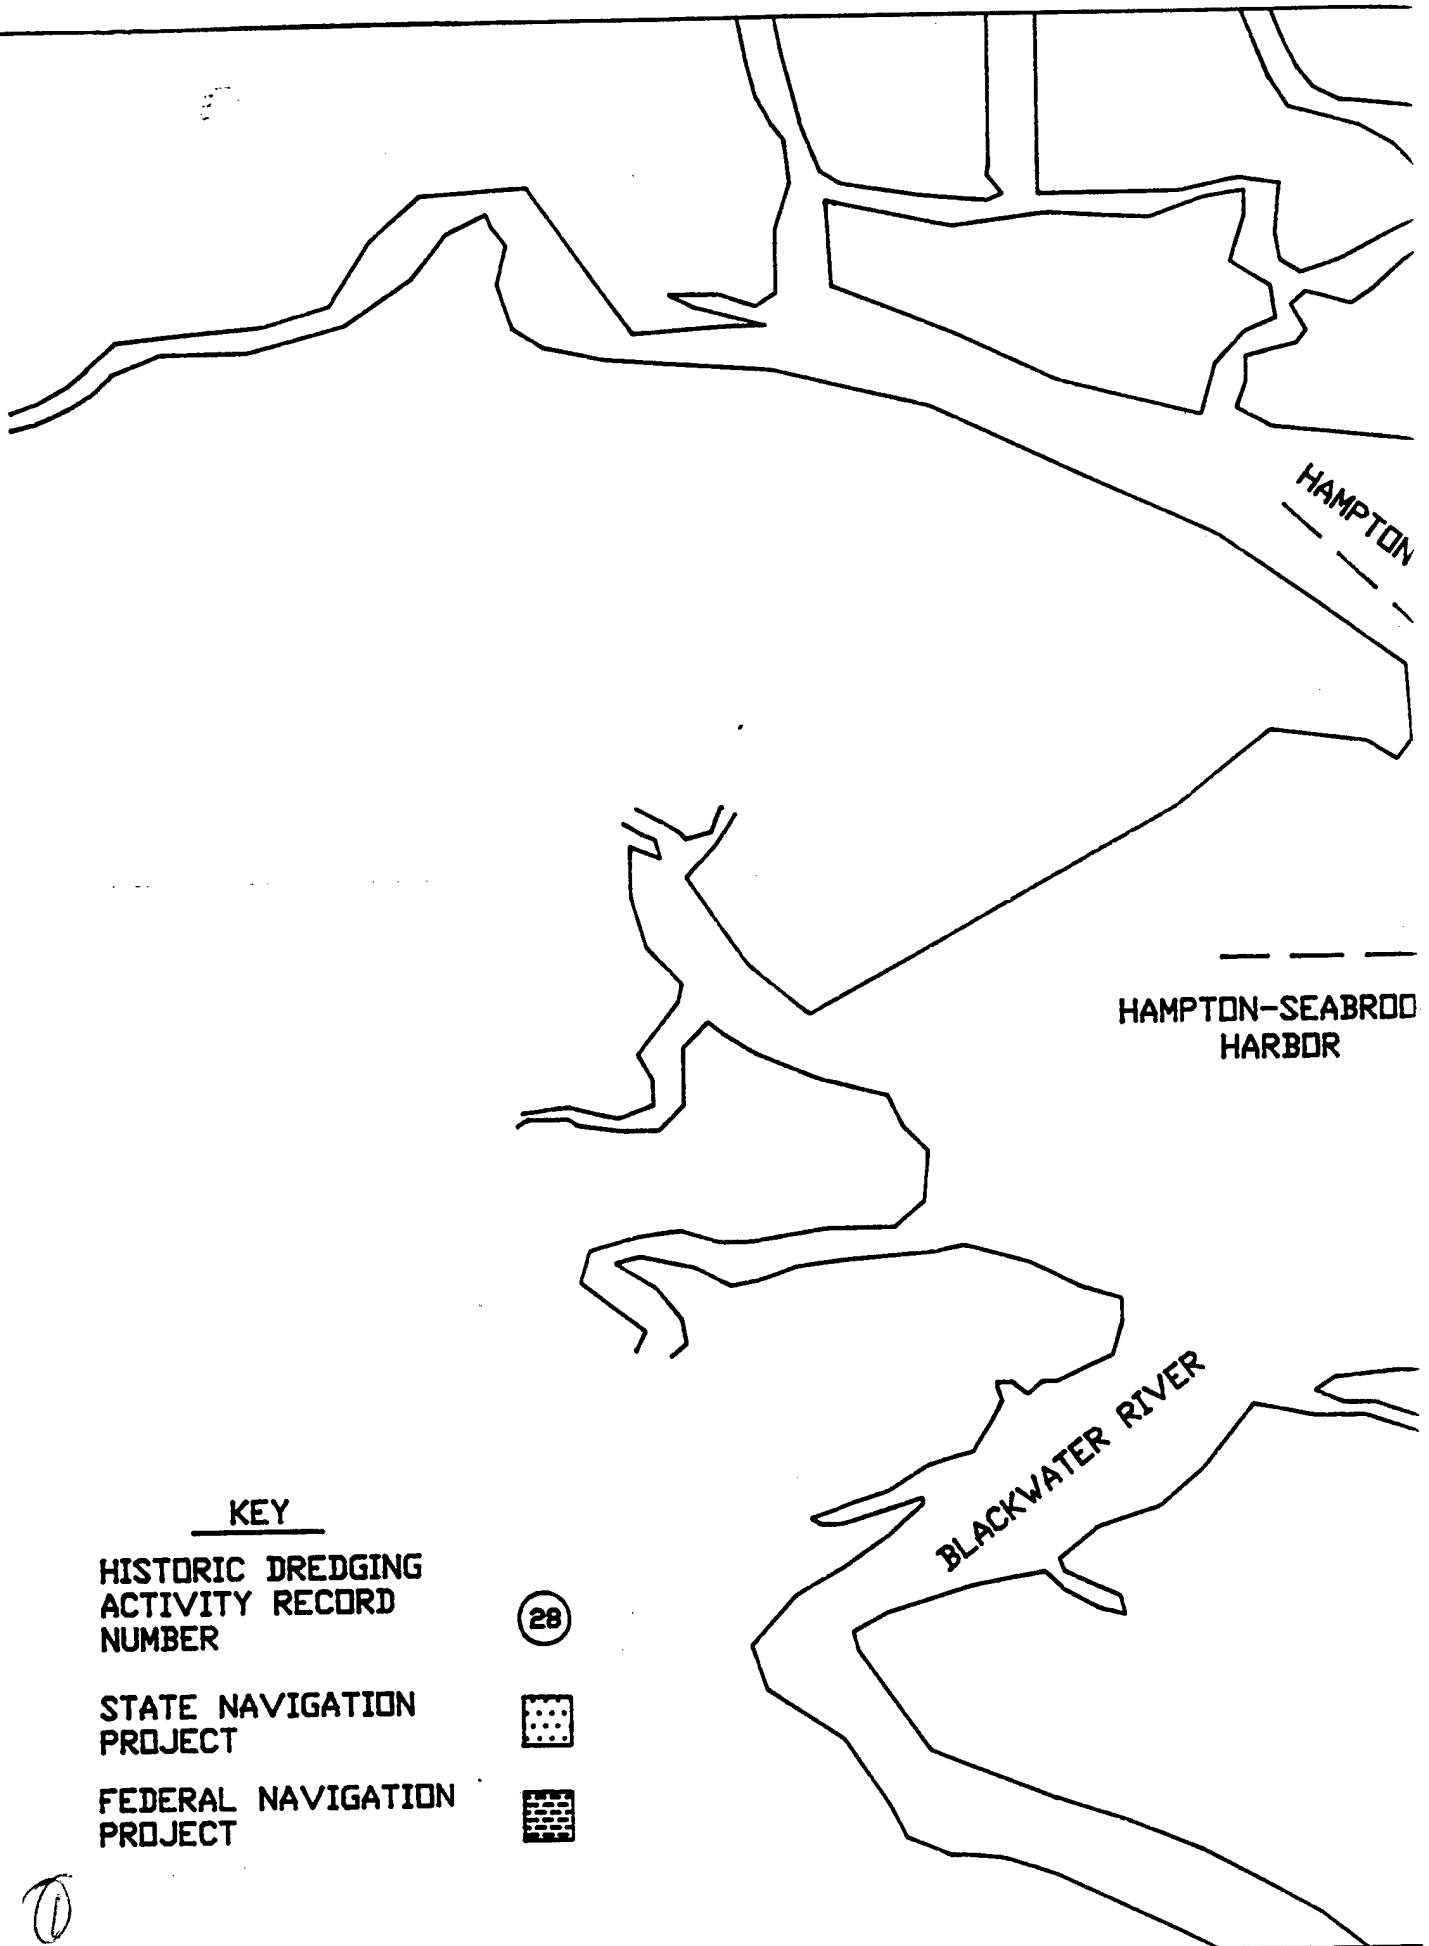 HAMPTON
HAMPTON-SEABROO
HARBOR
BLACKWATER RIVER
KEY
HISTORIC DREDGING
ACTIVITY RECORD
NUMBER
28
STATE NAVIGATION
PROJECT
FEDERAL NAVIGATION
PROJECT